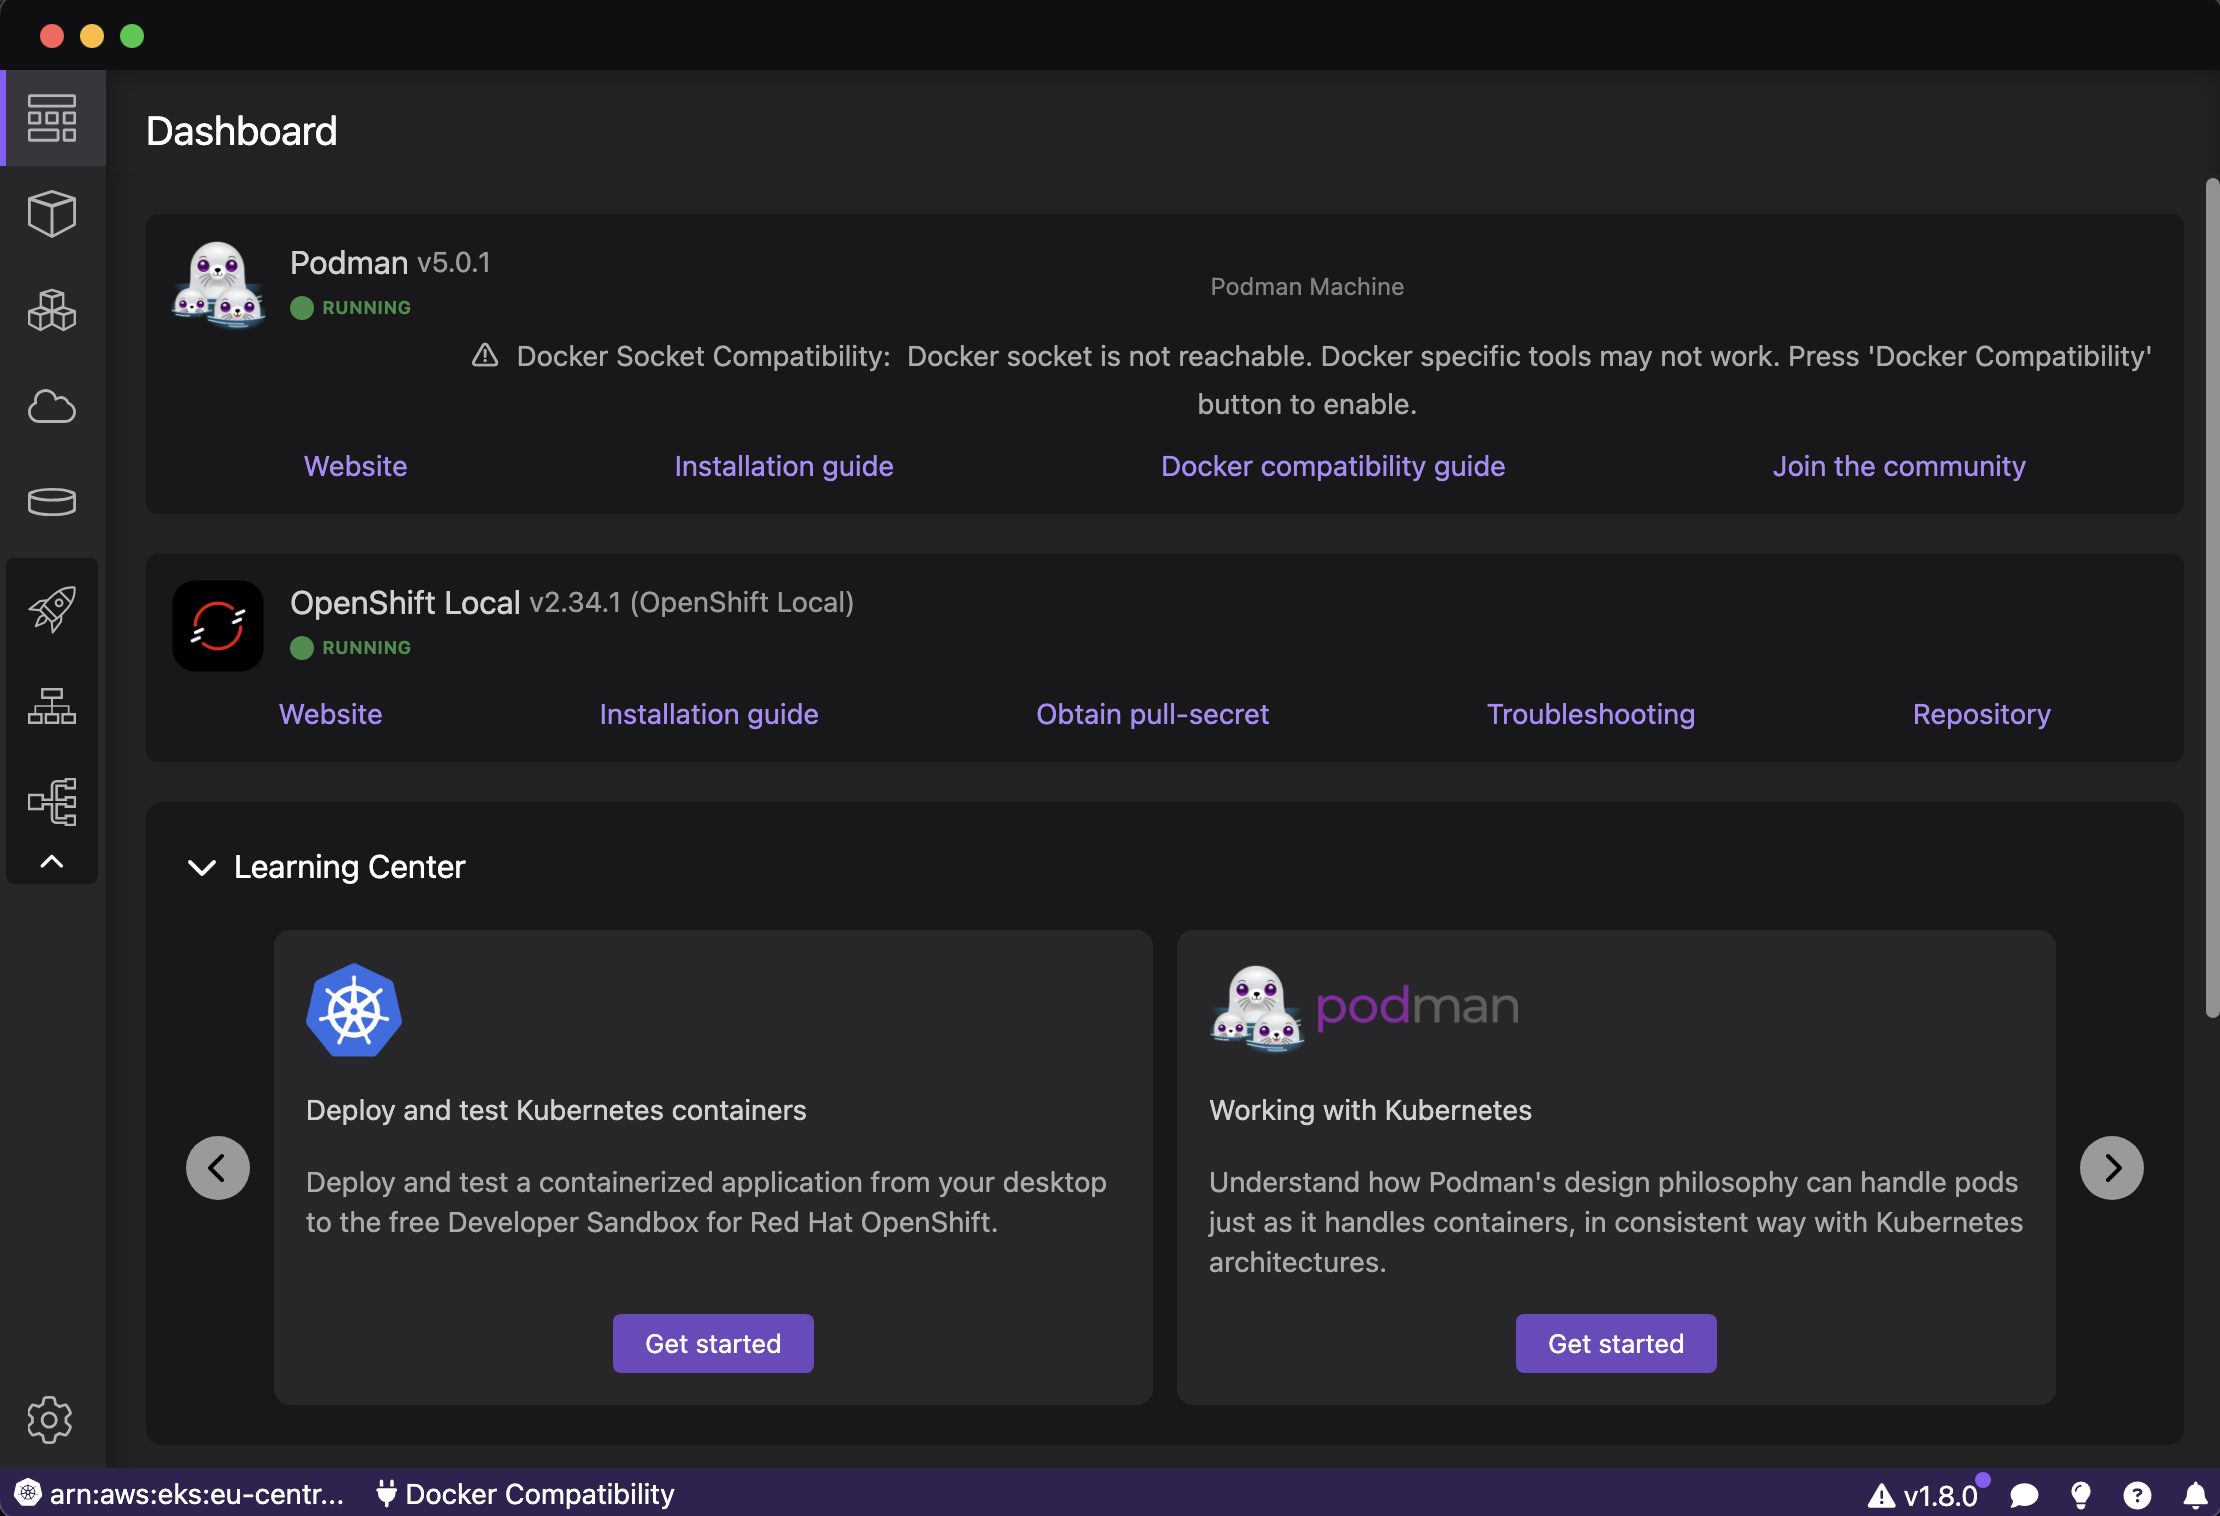 Dashboard
Podman v5.0.1
RUNNING
Podman Machine
Docker Socket Compatibility: Docker socket is not reachable. Docker specific tools may not work. Press 'Docker Compatibility'
button to enable.
Website
Installation guide
Docker compatibility guide
Join the community
OpenShift Local v2.34.1 (OpenShift Local)
RUNNING
Website
Installation guide
Obtain pull-secret
Troubleshooting
Repository
Learning Center
Deploy and test Kubernetes containers
Deploy and test a containerized application from your desktop
to the free Developer Sandbox for Red Hat OpenShift.
Get started
podman
Working with Kubernetes
Understand how Podman's design philosophy can handle pods
just as it handles containers, in consistent way with Kubernetes
architectures.
Get started
arn:aws:eks:eu-centr...
Docker Compatibility
v1.8.0